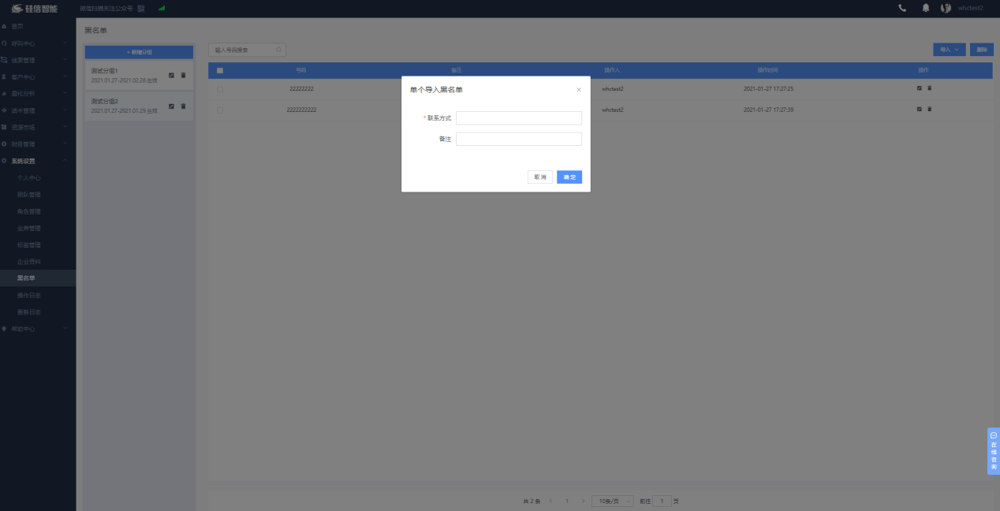 硅信智能
微信扫描关注公众号
whctest2
首页
呼叫中心
线索管理
客户中心
量化分析
话术管理
资源市场
财务管理
系统设置
个人中心
团队管理
角色管理
坐席管理
标签管理
企业资料
黑名单
操作日志
更新日志
帮助中心
黑名单
+ 新增分组
测试分组1
2021.01.27-2021.02.28 生效
测试分组2
2021.01.27-2021.01.29 生效
输入号码搜索
导入
删除
号码 备注 操作人 操作时间 操作
22222222 whctest2 2021-01-27 17:27:25
2222222222 whctest2 2021-01-27 17:27:39
单个导入黑名单
* 联系方式
备注
取消 确定
共 2 条 1 10条/页 前往 1 页
在线咨询